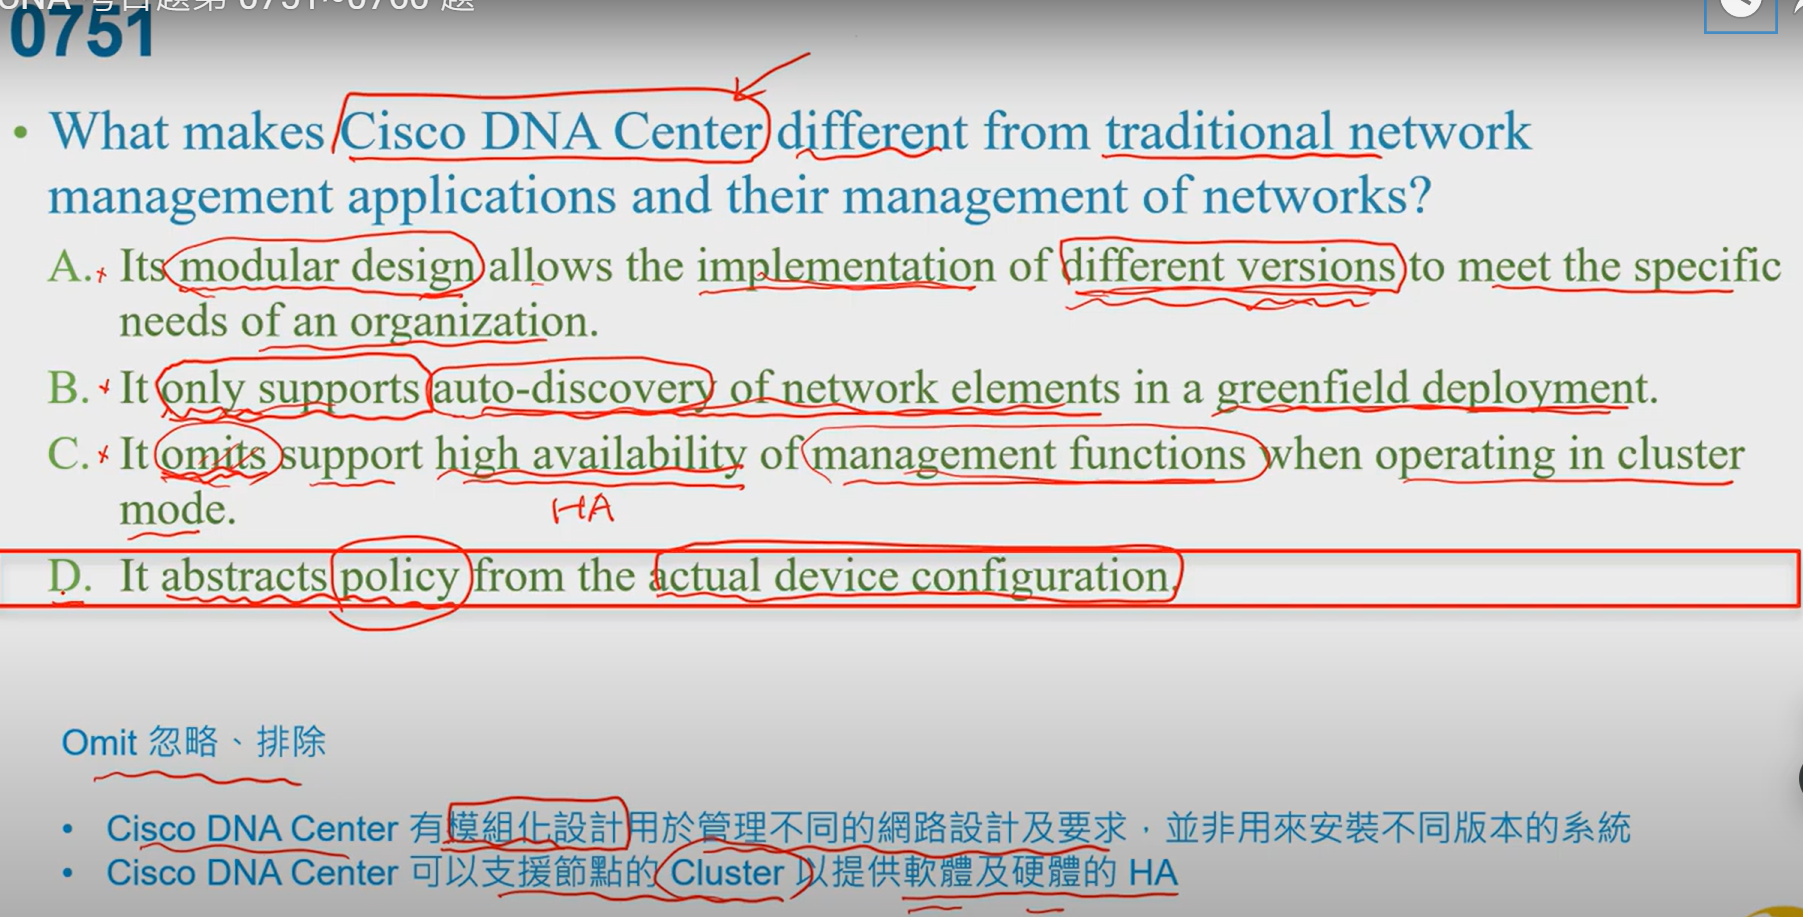 0751
• What makes Cisco DNA Center different from traditional network
management applications and their management of networks?
A. Its modular design allows the implementation of different versions to meet the specific
needs of an organization.
B. It only supports auto-discovery of network elements in a greenfield deployment.
C. It omits support high availability of management functions when operating in cluster
mode.
HA
D. It abstracts policy from the actual device configuration.
Omit 忽略、排除
• Cisco DNA Center 有模組化設計用於管理不同的網路設計及要求，並非用來安裝不同版本的系統
• Cisco DNA Center 可以支援節點的 Cluster 以提供軟體及硬體的 HA